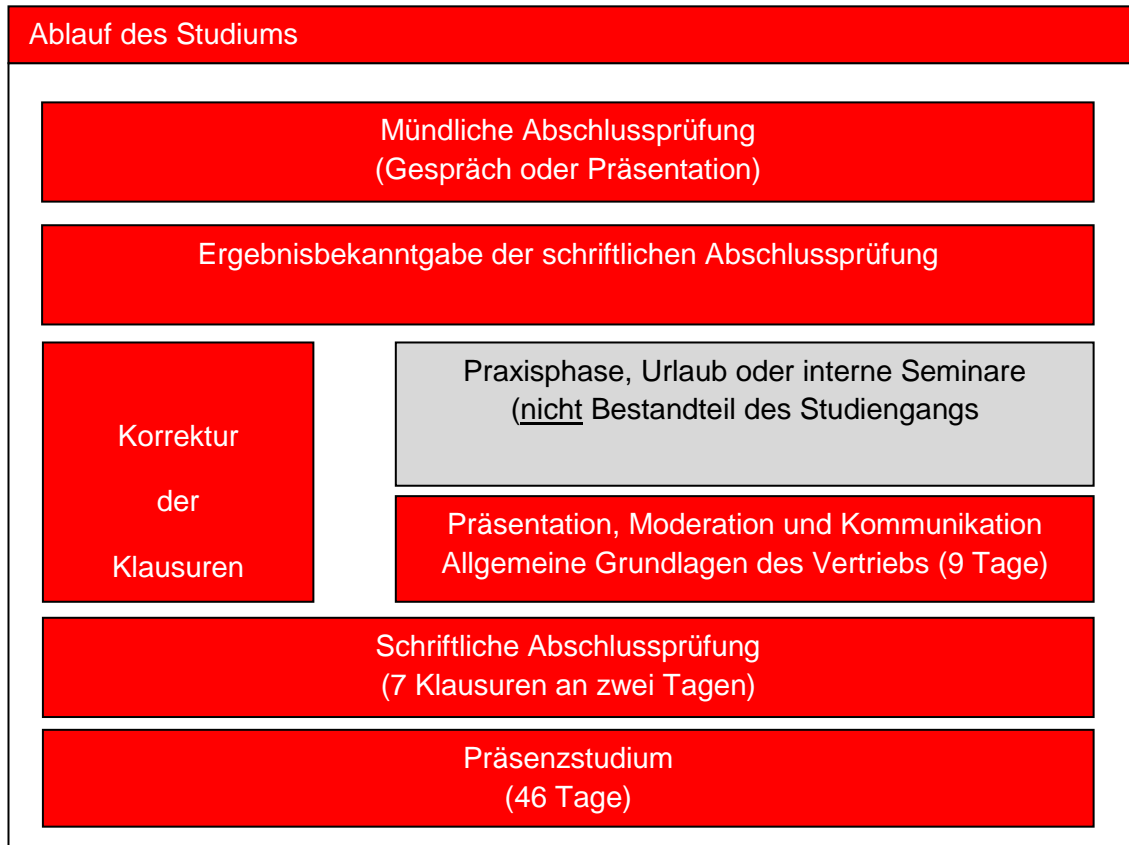 Ablauf des Studiums
Mündliche Abschlussprüfung
(Gespräch oder Präsentation)
Ergebnisbekanntgabe der schriftlichen Abschlussprüfung
Korrektur
der
Klausuren
Praxisphase, Urlaub oder interne Seminare
(nicht Bestandteil des Studiengangs
Präsentation, Moderation und Kommunikation
Allgemeine Grundlagen des Vertriebs (9 Tage)
Schriftliche Abschlussprüfung
(7 Klausuren an zwei Tagen)
Präsenzstudium
(46 Tage)